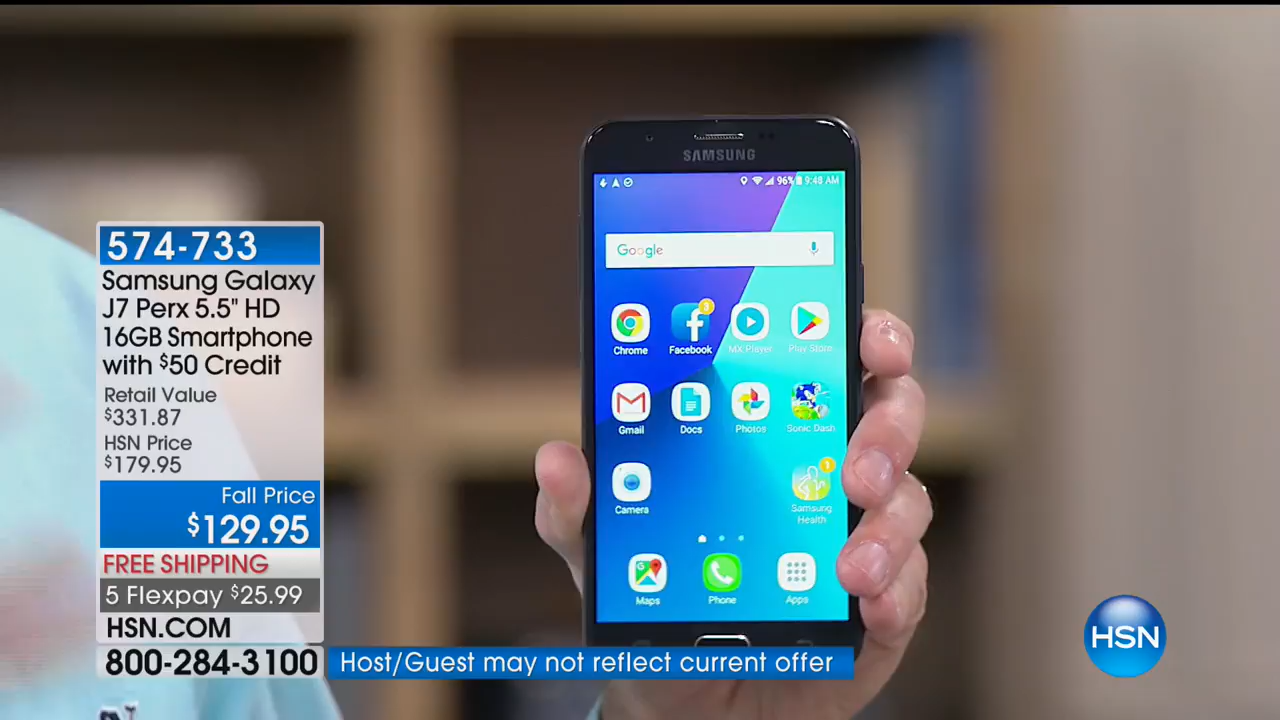 574-733
Samsung Galaxy
J7 Perx 5.5" HD
16GB Smartphone
with $50 Credit
Retail Value
$331.87
HSN Price
$179.95
Fall Price
$129.95
FREE SHIPPING
5 Flexpay $25.99
HSN.COM
800-284-3100
Host/Guest may not reflect current offer
SAMSUNG
96% 9:48 AM
Google
3
Chrome Facebook MX Player Play Store
Gmail Docs Photos Sonic Dash
1
Camera Samsung
Health
Maps Phone Apps
HSN